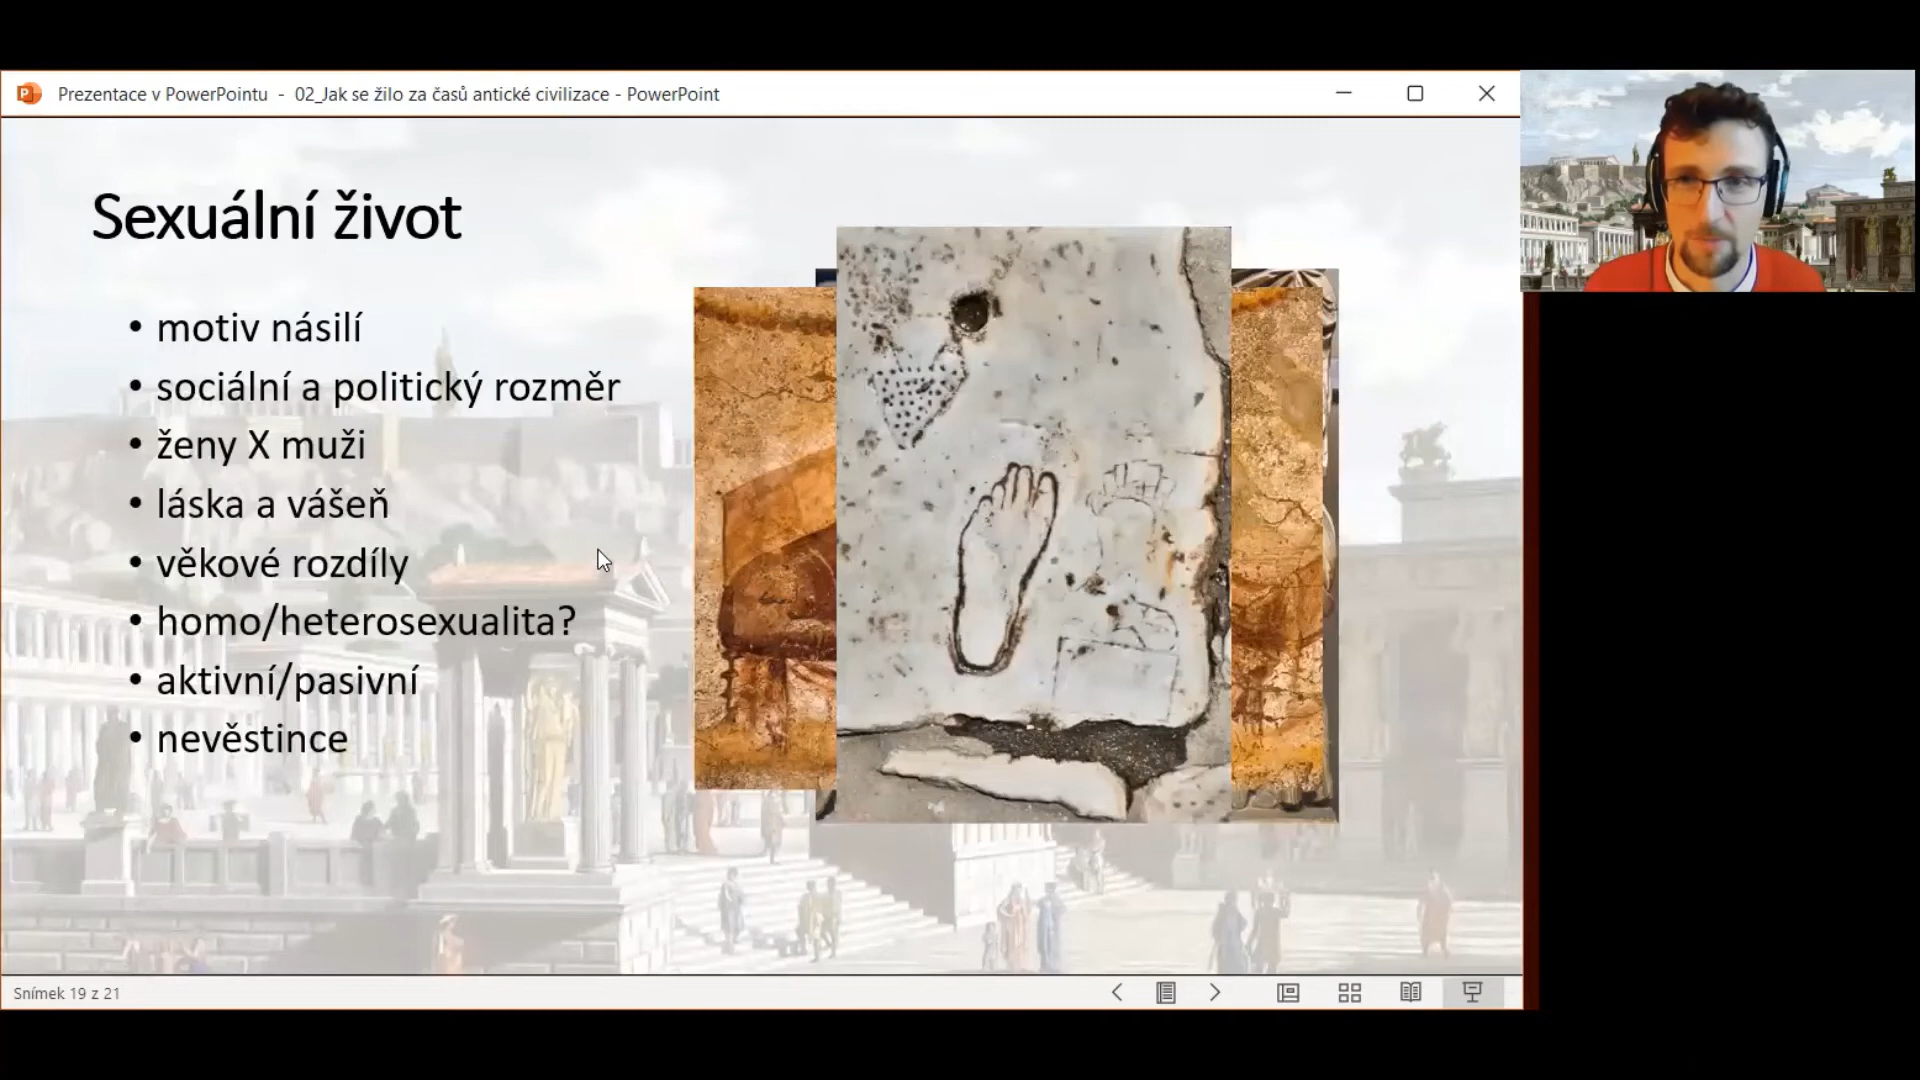 Prezentace v PowerPointu - 02_Jak se žilo za časů antické civilizace - PowerPoint
Sexuální život
• motiv násilí
• sociální a politický rozměr
• ženy X muži
• láska a vášeň
• věkové rozdíly
• homo/heterosexualita?
• aktivní/pasivní
• nevěstince
Snímek 19 z 21